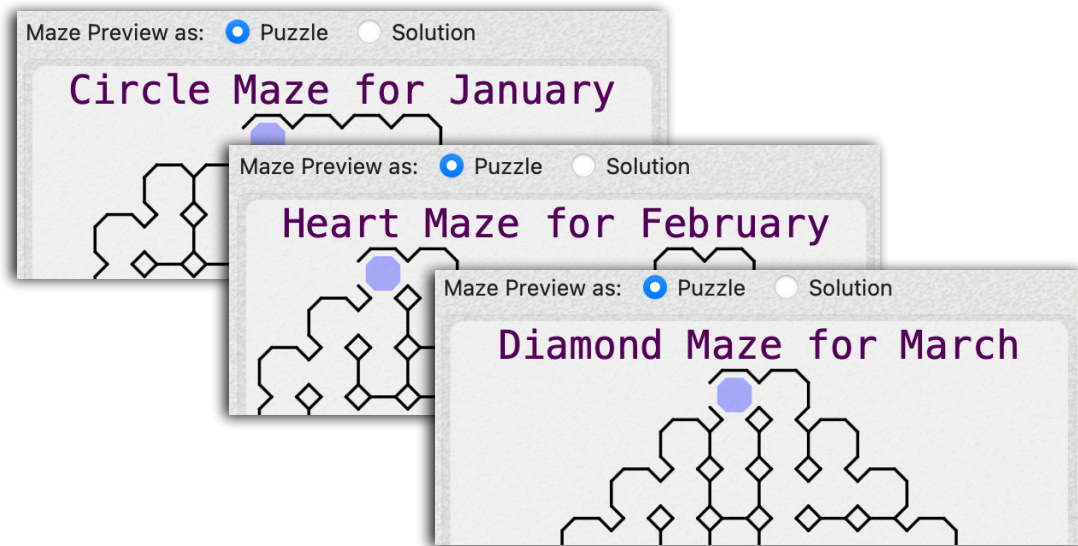 Maze Preview as: Puzzle Solution
Circle Maze for January
Maze Preview as: Puzzle Solution
Heart Maze for February
Maze Preview as: Puzzle Solution
Diamond Maze for March